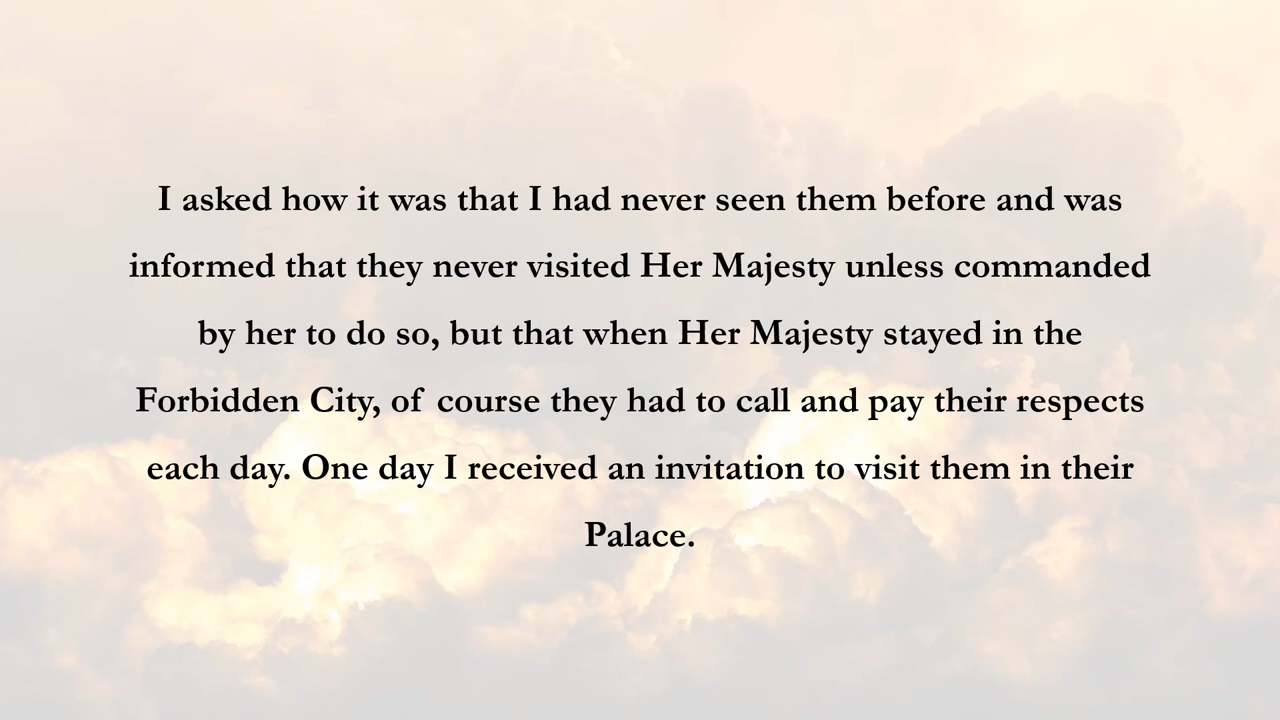 I asked how it was that I had never seen them before and was
informed that they never visited Her Majesty unless commanded
by her to do so, but that when Her Majesty stayed in the
Forbidden City, of course they had to call and pay their respects
each day. One day I received an invitation to visit them in their
Palace.